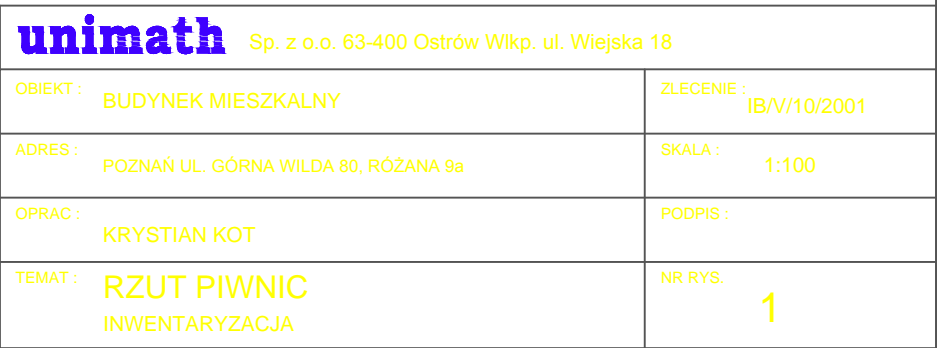 unimath Sp. z o.o. 63-400 Ostrów Wlkp. ul. Wiejska 18
OBIEKT : BUDYNEK MIESZKALNY
ZLECENIE : IB/V/10/2001
ADRES : POZNAŃ UL. GÓRNA WILDA 80, RÓŻANA 9a
SKALA : 1:100
OPRAC : KRYSTIAN KOT
PODPIS :
TEMAT : RZUT PIWNIC
INWENTARYZACJA
NR RYS. 1